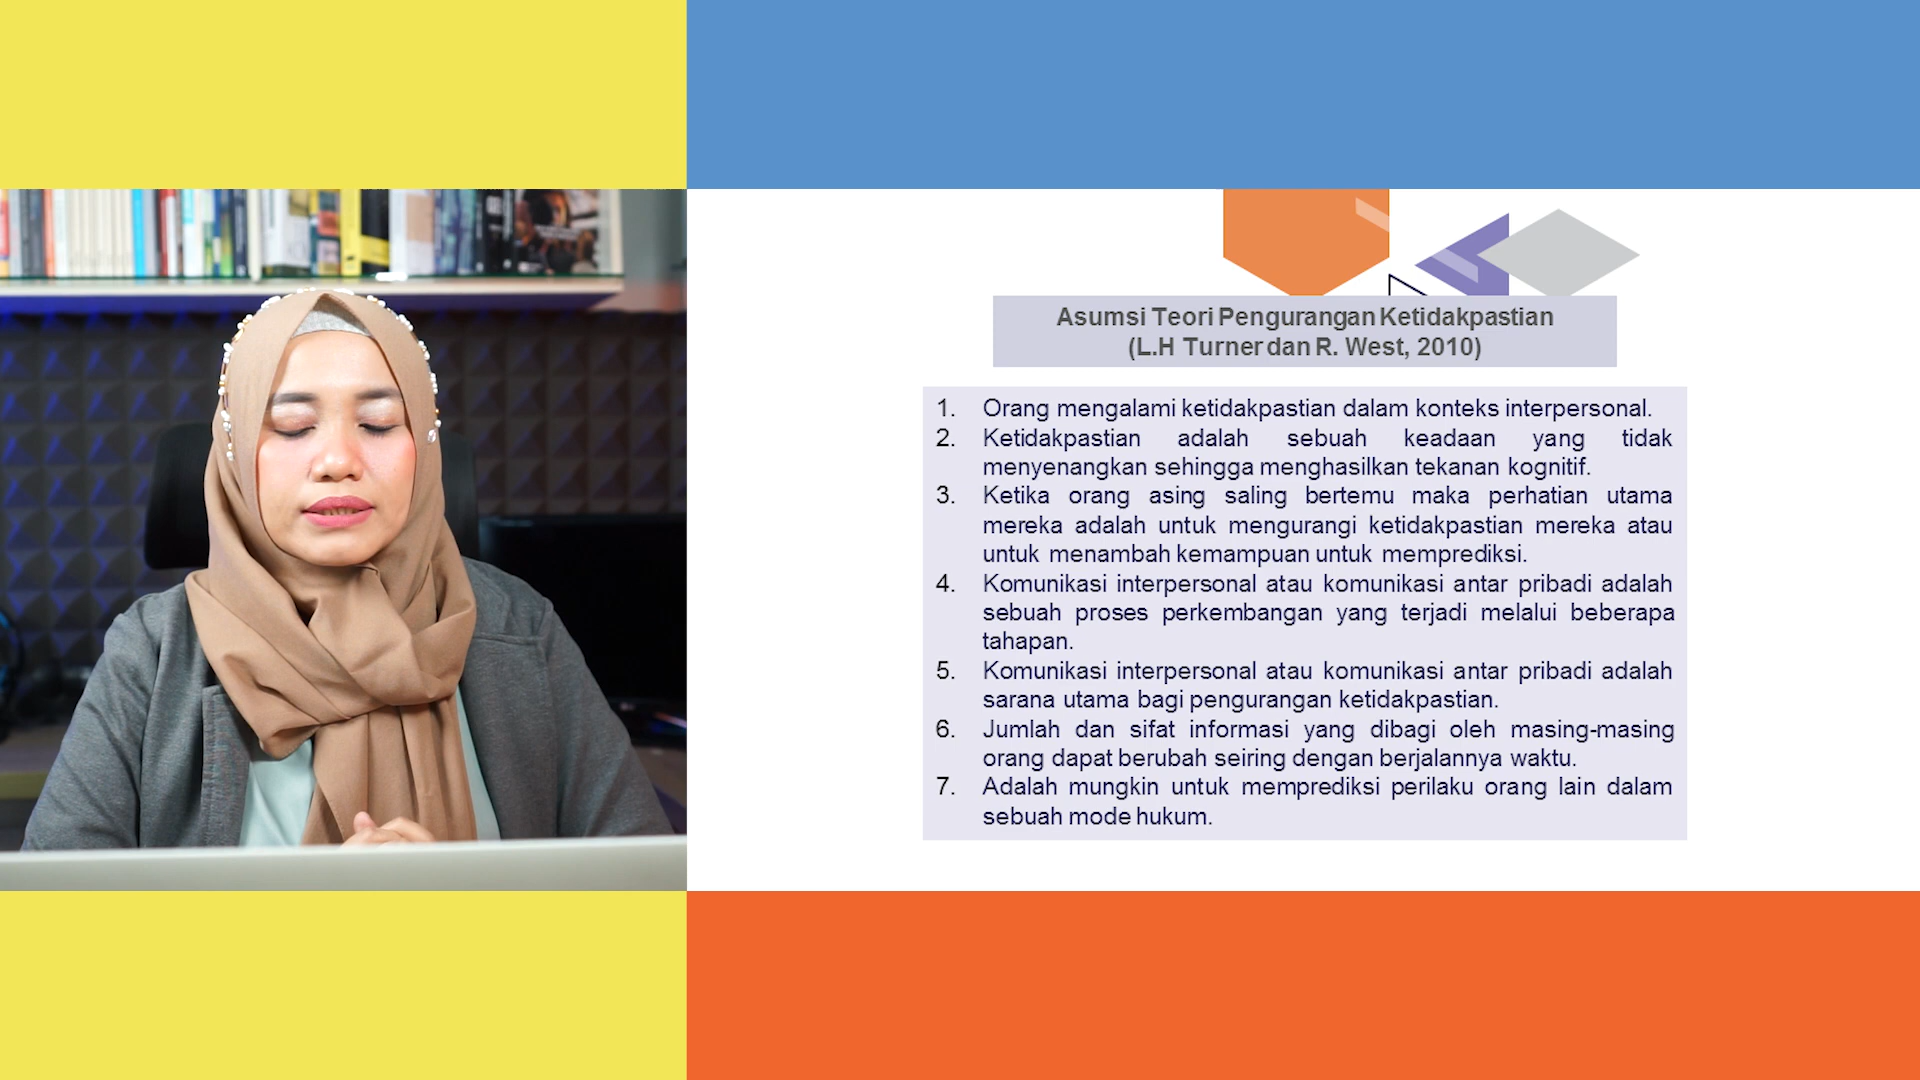 Asumsi Teori Pengurangan Ketidakpastian
(L.H Turner dan R. West, 2010)
1. Orang mengalami ketidakpastian dalam konteks interpersonal.
2. Ketidakpastian adalah sebuah keadaan yang tidak
menyenangkan sehingga menghasilkan tekanan kognitif.
3. Ketika orang asing saling bertemu maka perhatian utama
mereka adalah untuk mengurangi ketidakpastian mereka atau
untuk menambah kemampuan untuk memprediksi.
4. Komunikasi interpersonal atau komunikasi antar pribadi adalah
sebuah proses perkembangan yang terjadi melalui beberapa
tahapan.
5. Komunikasi interpersonal atau komunikasi antar pribadi adalah
sarana utama bagi pengurangan ketidakpastian.
6. Jumlah dan sifat informasi yang dibagi oleh masing-masing
orang dapat berubah seiring dengan berjalannya waktu.
7. Adalah mungkin untuk memprediksi perilaku orang lain dalam
sebuah mode hukum.